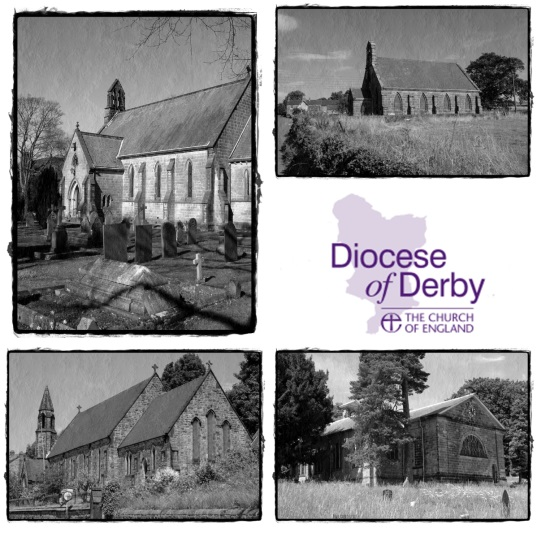 Diocese
of Derby
THE CHURCH
OF ENGLAND